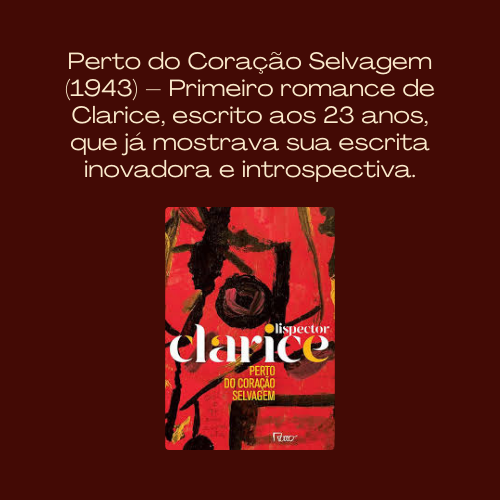 Perto do Coração Selvagem
(1943) – Primeiro romance de
Clarice, escrito aos 23 anos,
que já mostrava sua escrita
inovadora e introspectiva.
lispector
clarice
PERTO
DO CORAÇÃO
SELVAGEM
Rocco